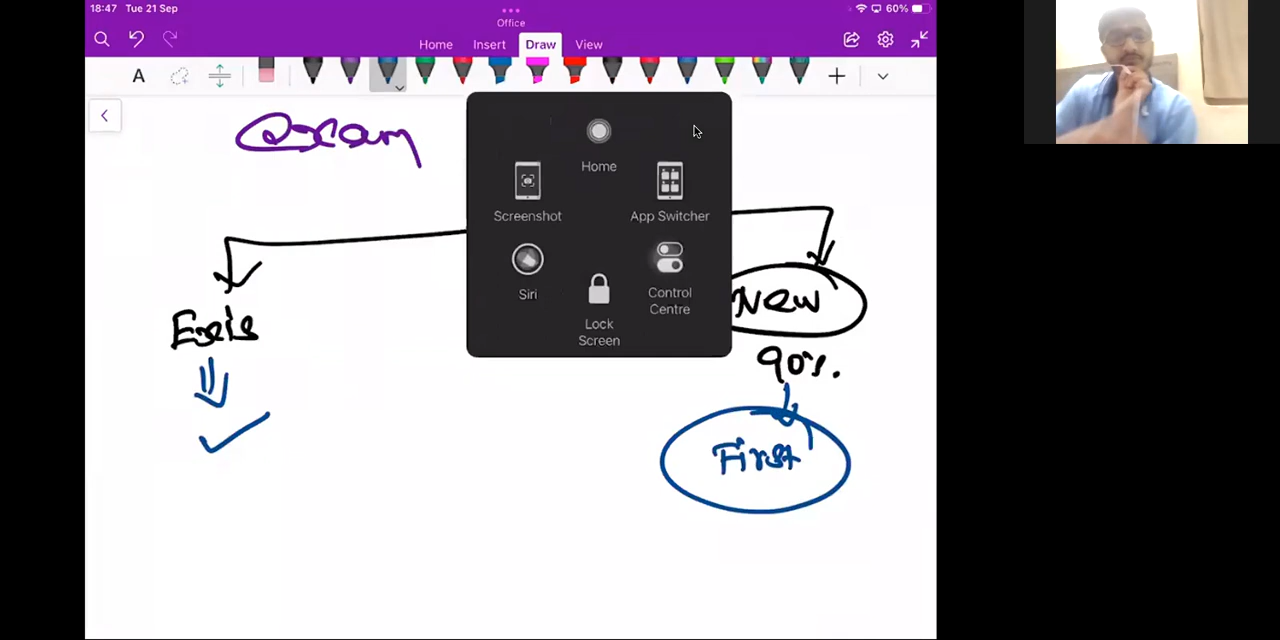 18:47 Tue 21 Sep
60%
Office
Home Insert Draw View
A
Exam
Home
Screenshot
App Switcher
Siri
Control
Centre
Lock
Screen
Exis
New
90%.
First